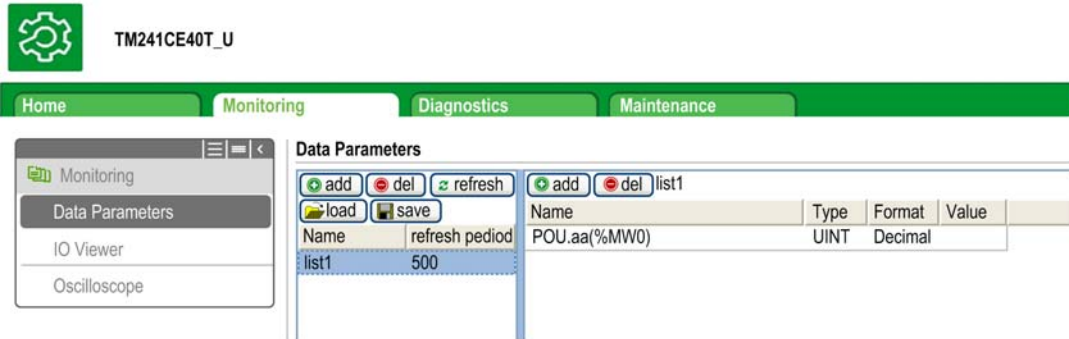 TM241CE40T_U
Home Monitoring Diagnostics Maintenance
Monitoring
Data Parameters
IO Viewer
Oscilloscope
Data Parameters
add del refresh
load save
Name refresh pediod
list1 500
add del list1
Name Type Format Value
POU.aa(%MW0) UINT Decimal